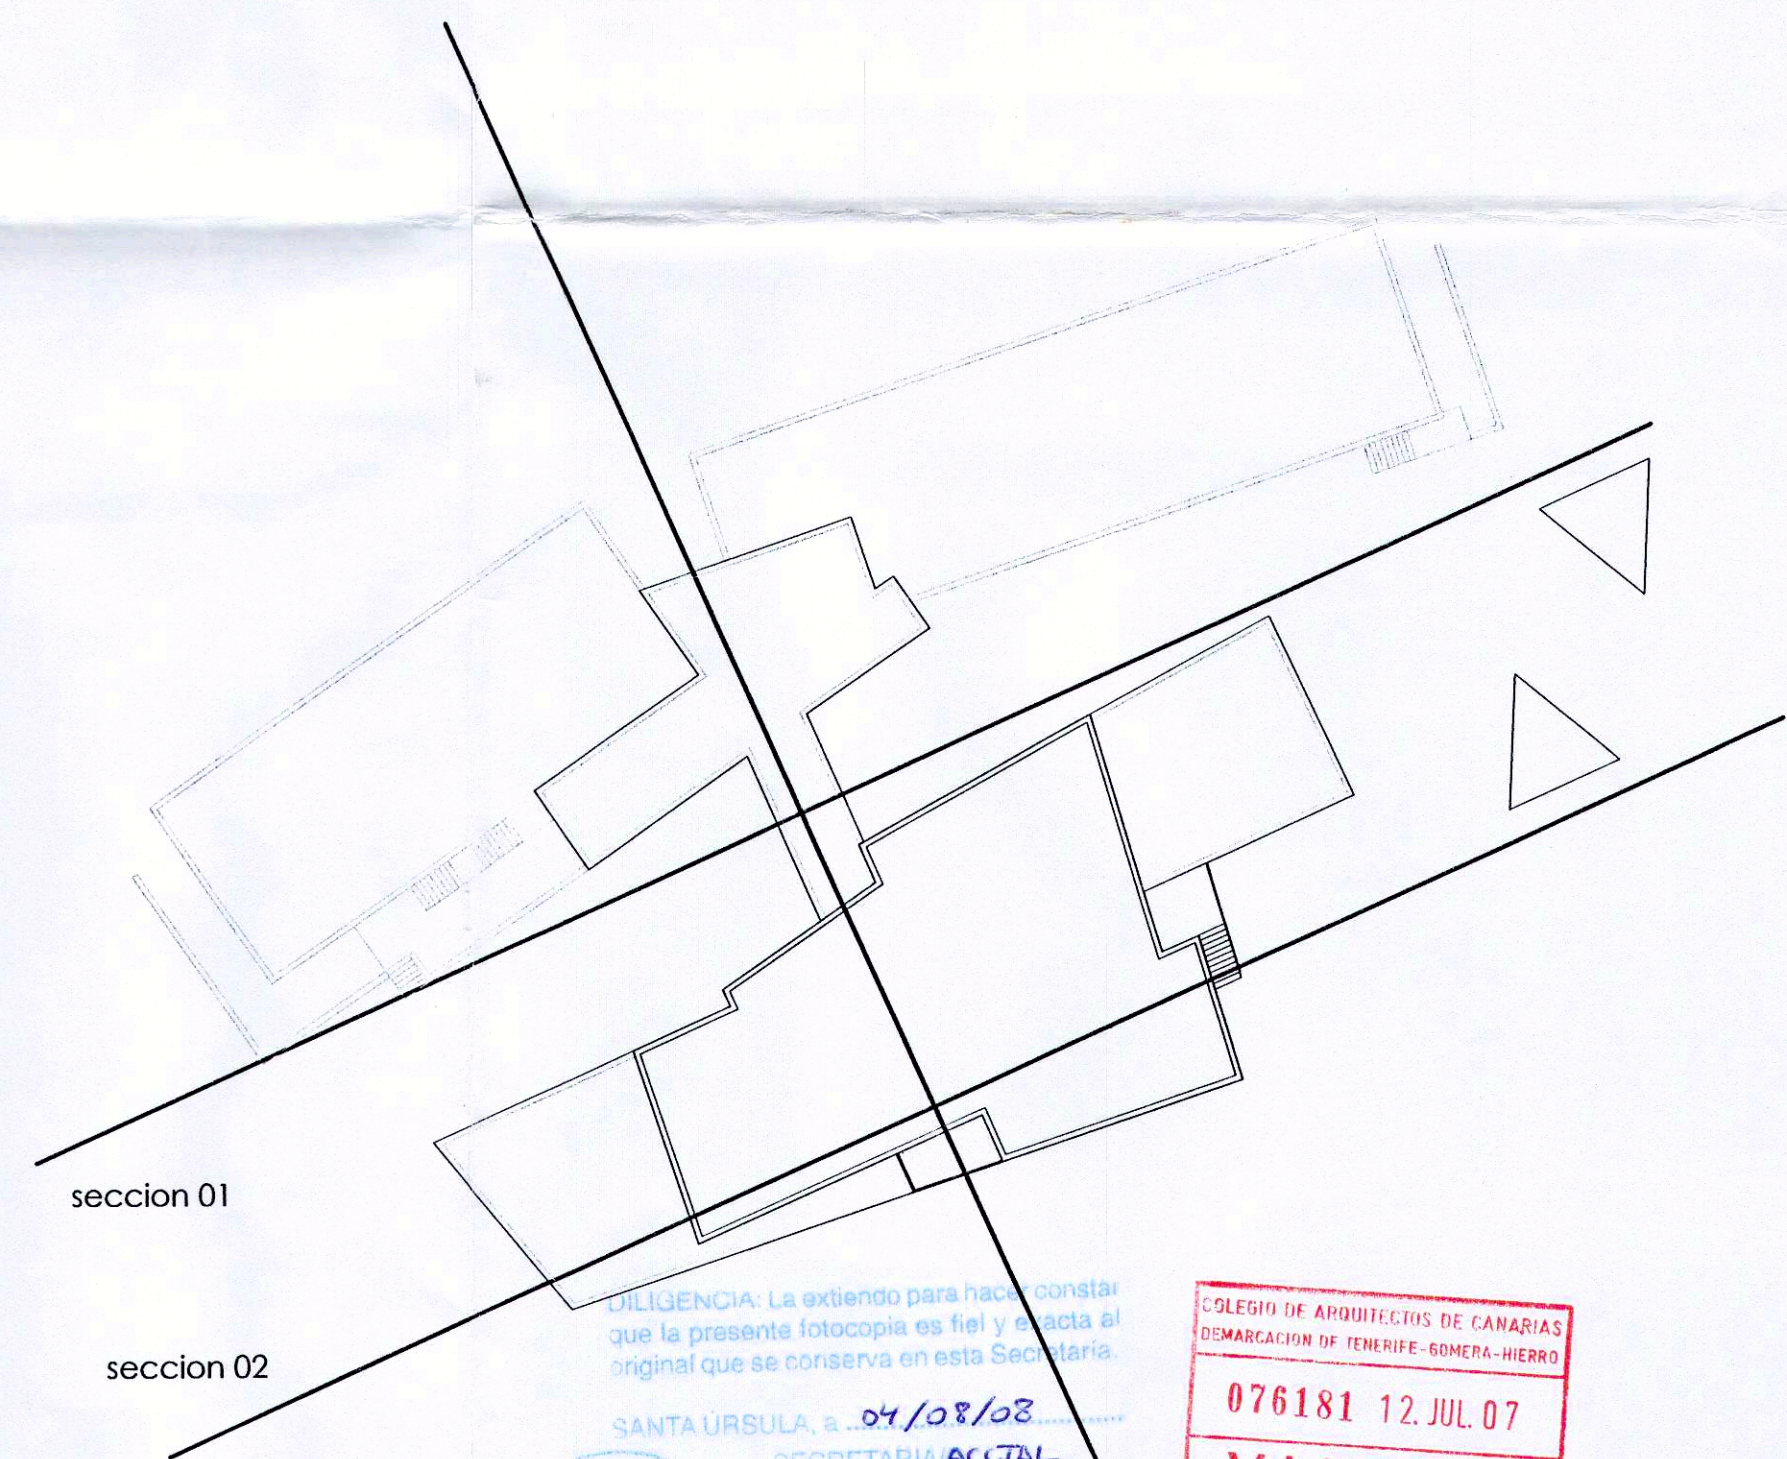 seccion 01
seccion 02
DILIGENCIA: La extiendo para hacer constar
que la presente fotocopia es fiel y exacta al
original que se conserva en esta Secretaría.
SANTA ÚRSULA, a 04/08/08
SECRETARIA ACCTAL
COLEGIO DE ARQUITECTOS DE CANARIAS
DEMARCACION DE TENERIFE-GOMERA-HIERRO
076181 12. JUL. 07